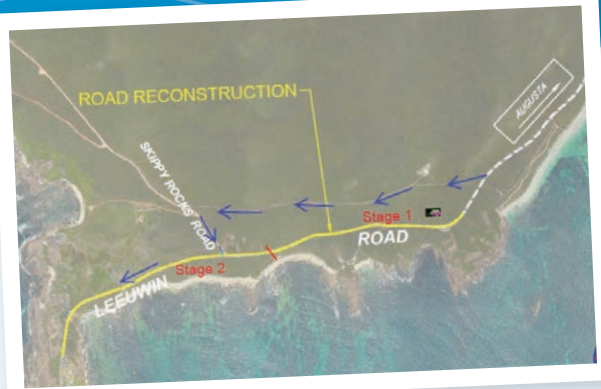 ROAD RECONSTRUCTION
AUGUSTA
SKIPPY ROCKS ROAD
Stage 1
ROAD
Stage 2
LEEUWIN